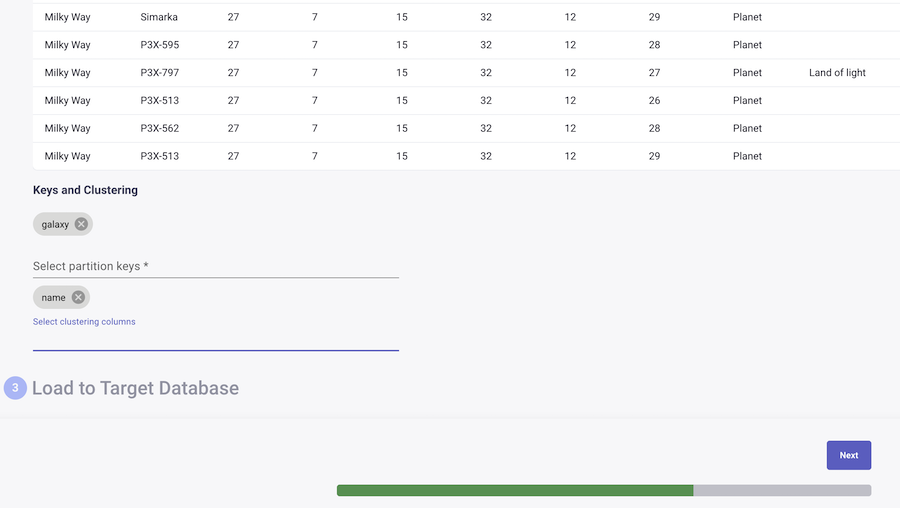 Milky Way Simarka 27 7 15 32 12 29 Planet
Milky Way P3X-595 27 7 15 32 12 28 Planet
Milky Way P3X-797 27 7 15 32 12 27 Planet Land of light
Milky Way P3X-513 27 7 15 32 12 26 Planet
Milky Way P3X-562 27 7 15 32 12 28 Planet
Milky Way P3X-513 27 7 15 32 12 29 Planet
Keys and Clustering
galaxy
Select partition keys *
name
Select clustering columns
3 Load to Target Database
Next